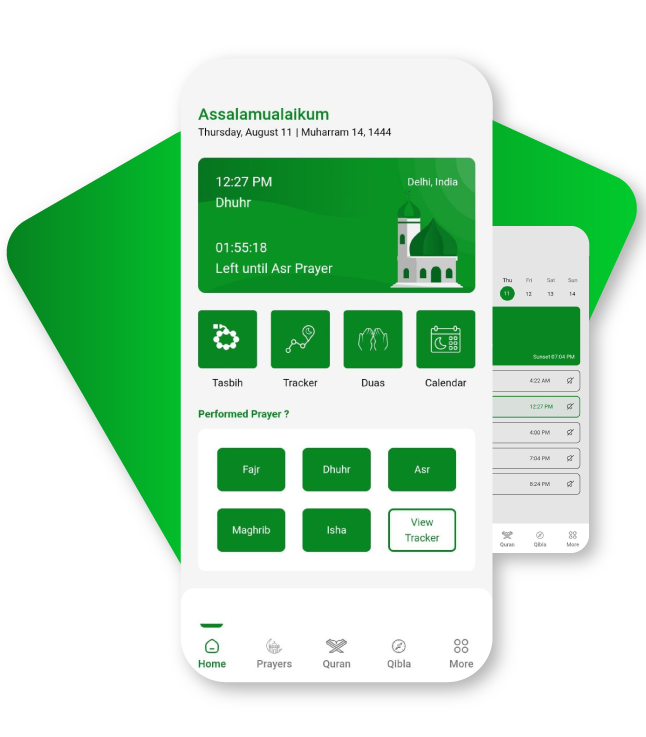 Assalamualaikum
Thursday, August 11 | Muharram 14, 1444
12:27 PM
Delhi, India
Dhuhr
01:55:18
Left until Asr Prayer
Tasbih
Tracker
Duas
Calendar
Performed Prayer ?
Fajr
Dhuhr
Asr
Maghrib
Isha
View
Tracker
Home
Prayers
Quran
Qibla
More
Thu
Fri
Sat
Sun
11
12
13
14
Sunset 07:04 PM
4:22 AM
12:27 PM
4:00 PM
7:04 PM
8:24 PM
Quran
Qibla
More